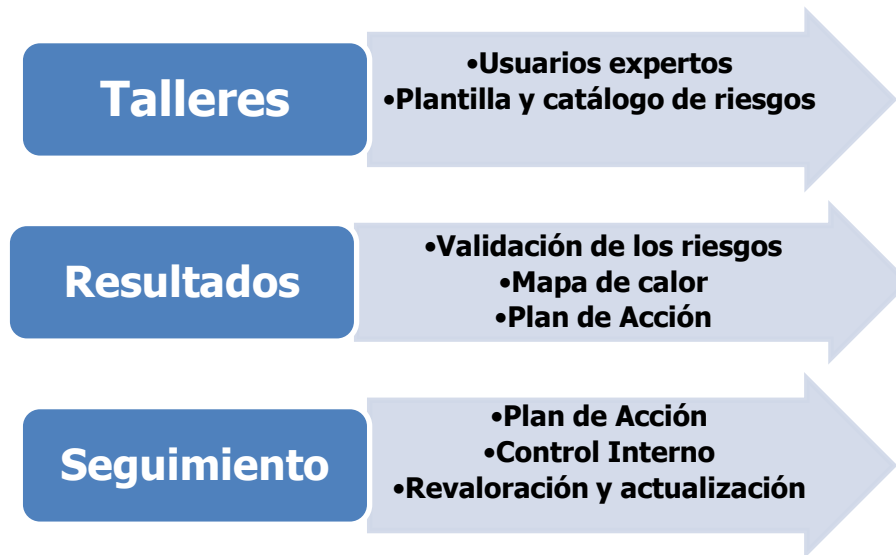 Talleres
•Usuarios expertos
•Plantilla y catálogo de riesgos
Resultados
•Validación de los riesgos
•Mapa de calor
•Plan de Acción
Seguimiento
•Plan de Acción
•Control Interno
•Revaloración y actualización